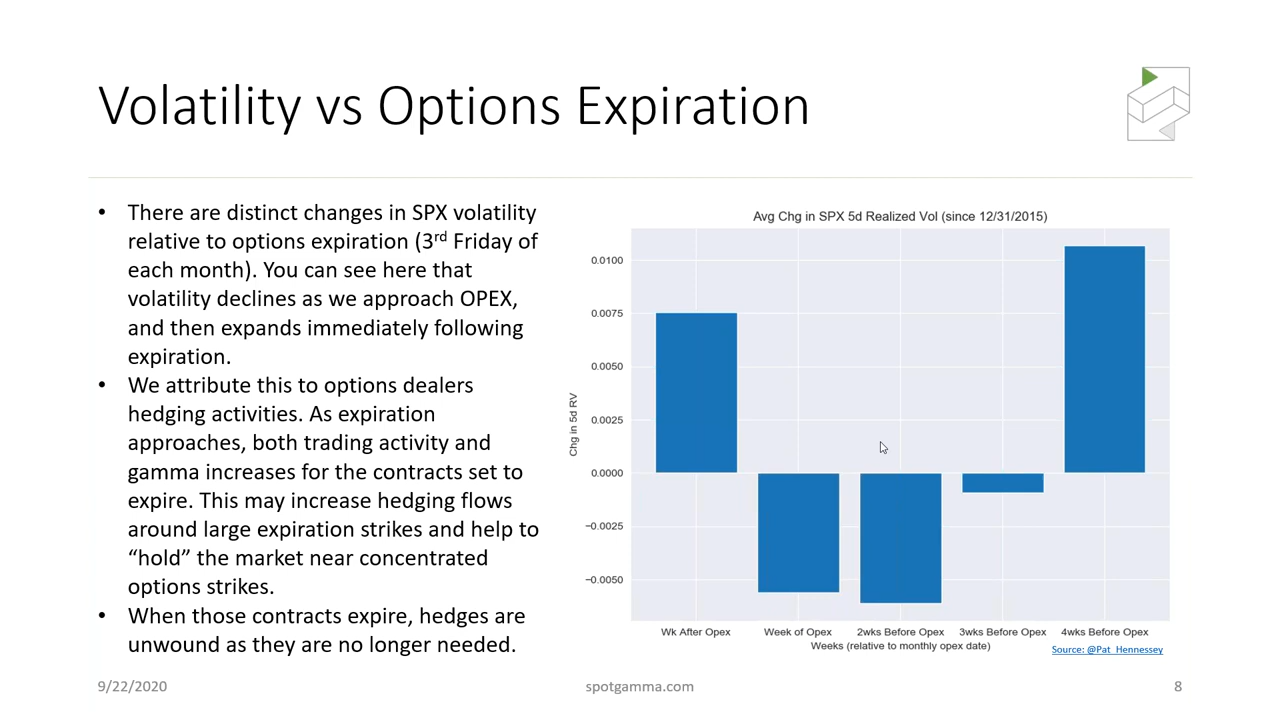 Volatility vs Options Expiration
• There are distinct changes in SPX volatility
relative to options expiration (3rd Friday of
each month). You can see here that
volatility declines as we approach OPEX,
and then expands immediately following
expiration.
• We attribute this to options dealers
hedging activities. As expiration
approaches, both trading activity and
gamma increases for the contracts set to
expire. This may increase hedging flows
around large expiration strikes and help to
“hold” the market near concentrated
options strikes.
• When those contracts expire, hedges are
unwound as they are no longer needed.
Avg Chg in SPX 5d Realized Vol (since 12/31/2015)
Chg in 5d RV
0.0100
0.0075
0.0050
0.0025
0.0000
−0.0025
−0.0050
Wk After Opex Week of Opex 2wks Before Opex 3wks Before Opex 4wks Before Opex
Weeks (relative to monthly opex date)
Source: @Pat_Hennessey
9/22/2020 spotgamma.com 8